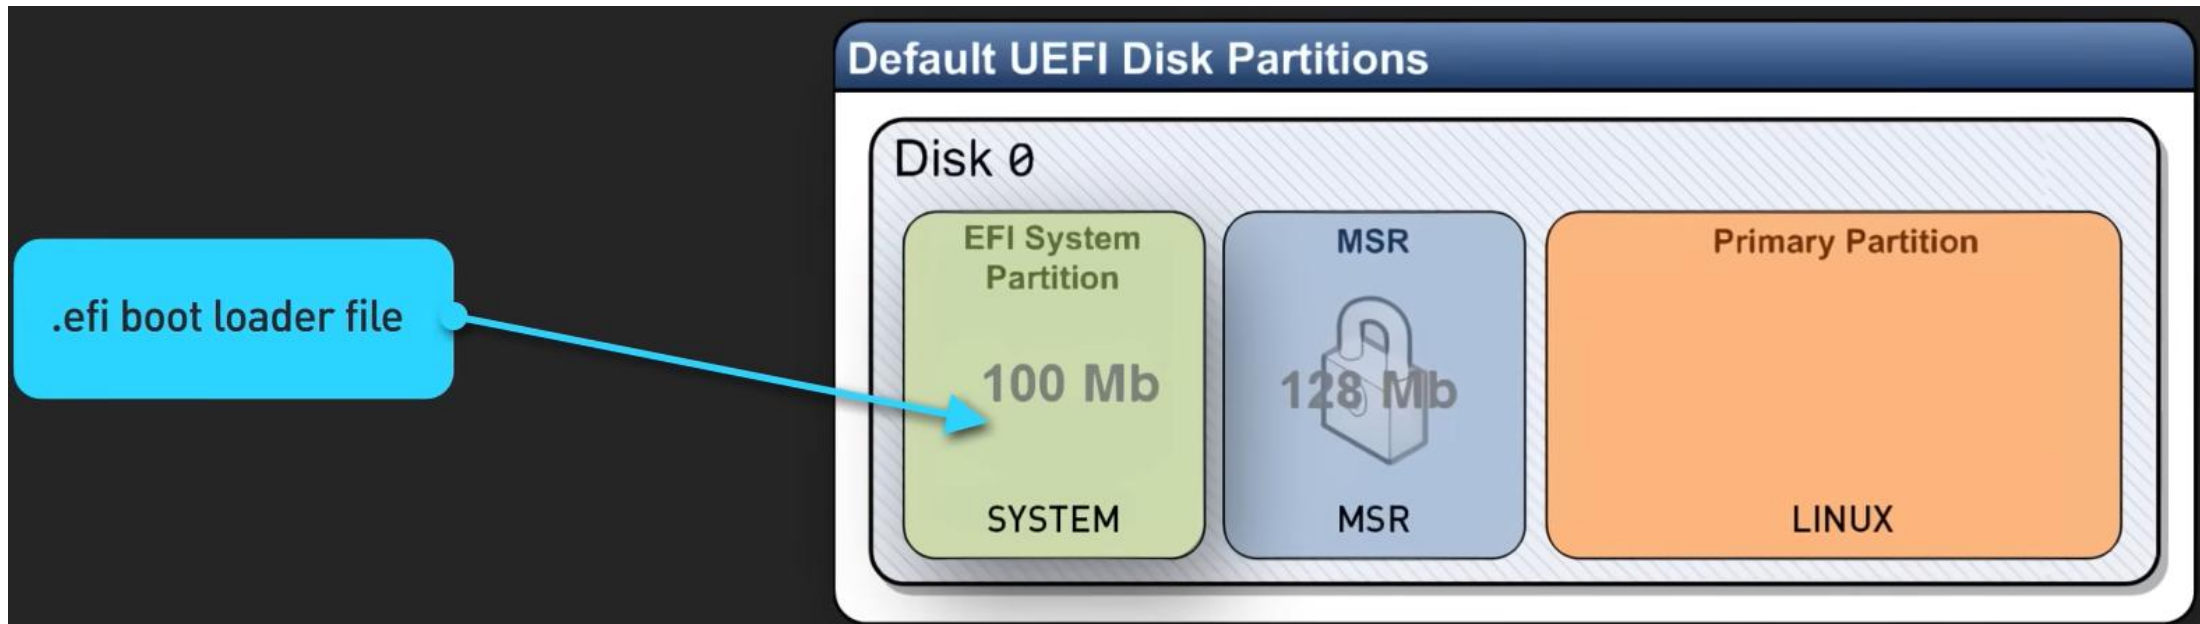 Default UEFI Disk Partitions
Disk 0
.efi boot loader file
EFI System
Partition
100 Mb
SYSTEM
MSR
128 Mb
MSR
Primary Partition
LINUX